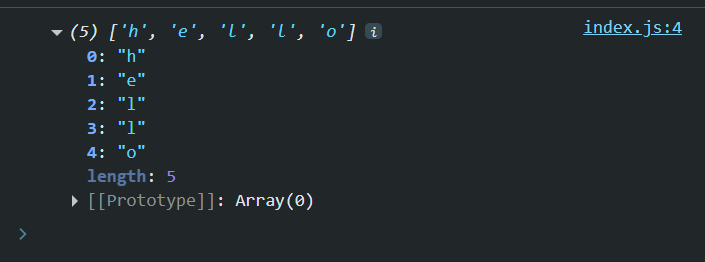 (5) ['h', 'e', 'l', 'l', 'o'] i index.js:4
0: "h"
1: "e"
2: "l"
3: "l"
4: "o"
length: 5
[[Prototype]]: Array(0)